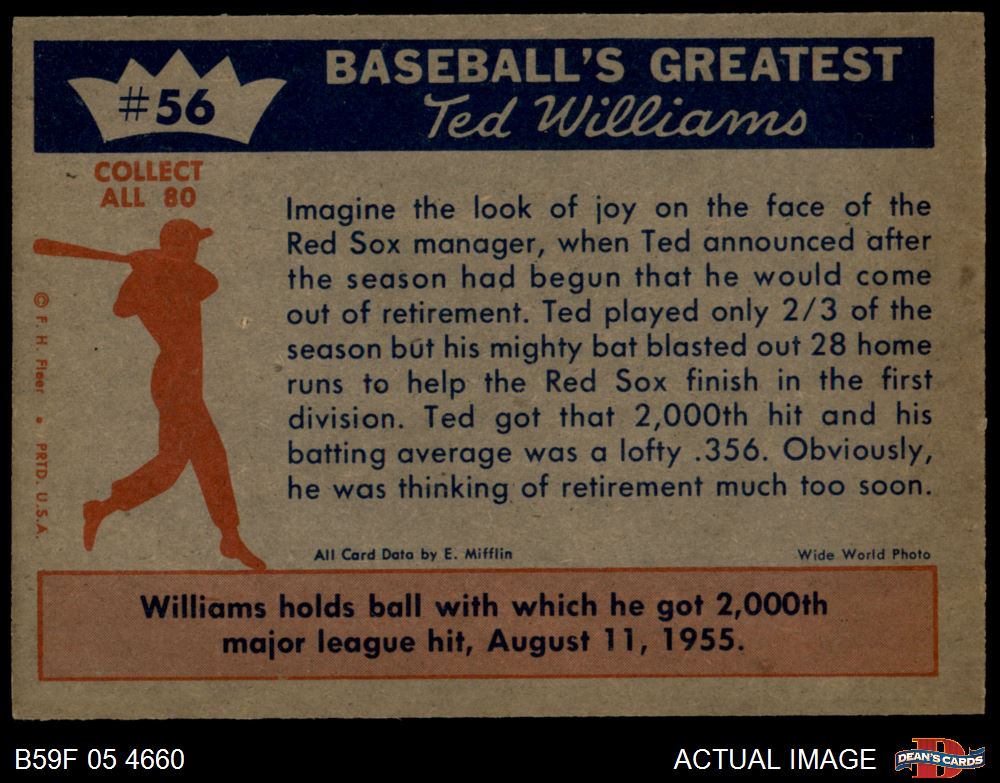 #56
BASEBALL'S GREATEST
Ted Williams
COLLECT
ALL 80
Imagine the look of joy on the face of the
Red Sox manager, when Ted announced after
the season had begun that he would come
out of retirement. Ted played only 2/3 of the
season but his mighty bat blasted out 28 home
runs to help the Red Sox finish in the first
division. Ted got that 2,000th hit and his
batting average was a lofty .356. Obviously,
he was thinking of retirement much too soon.
© F. H. Fleer • PRTD. U.S.A.
All Card Data by E. Mifflin
Wide World Photo
Williams holds ball with which he got 2,000th
major league hit, August 11, 1955.
B59F 05 4660
ACTUAL IMAGE
D
DEAN'S CARDS